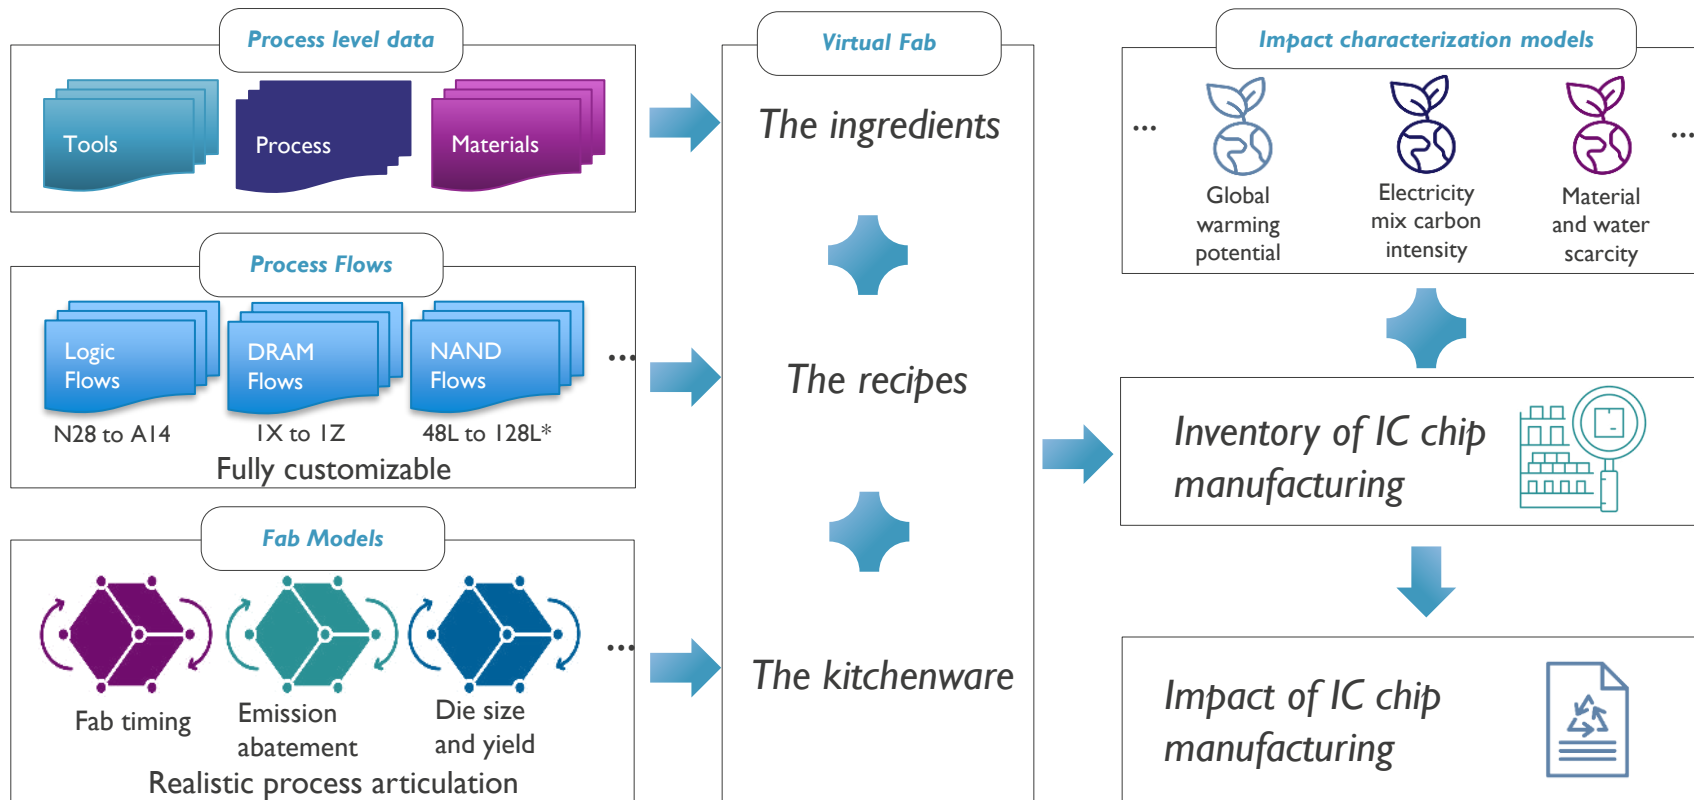 Process level data
Tools
Process
Materials
Process Flows
Logic
Flows
DRAM
Flows
NAND
Flows
...
N28 to A14
1X to 1Z
48L to 128L*
Fully customizable
Fab Models
...
Fab timing
Emission
abatement
Die size
and yield
Realistic process articulation
Virtual Fab
The ingredients
The recipes
The kitchenware
Impact characterization models
...
...
Global
warming
potential
Electricity
mix carbon
intensity
Material
and water
scarcity
Inventory of IC chip
manufacturing
Impact of IC chip
manufacturing